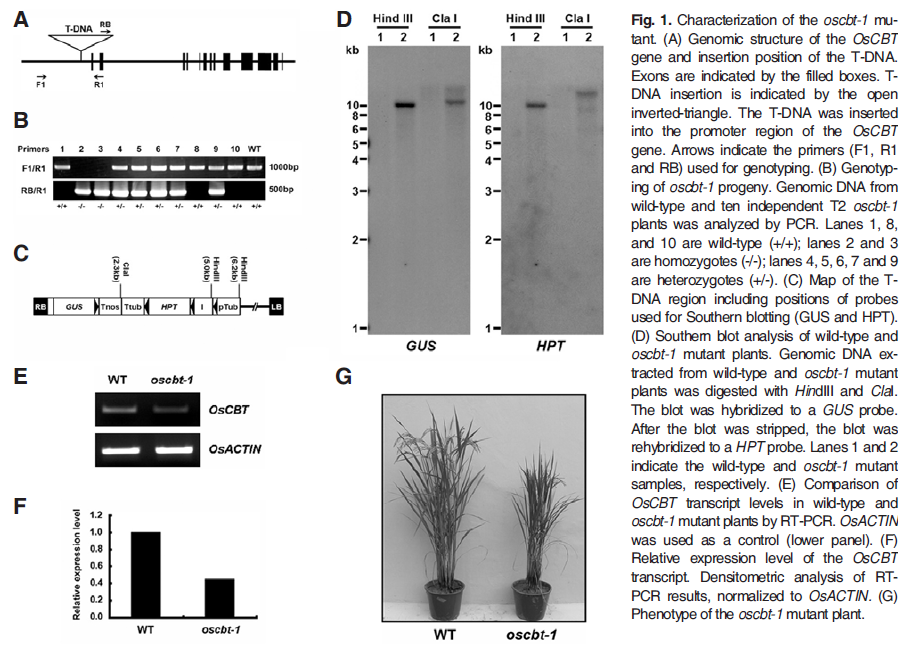 A
T-DNA
RB
F1
R1
B
Primers 1 2 3 4 5 6 7 8 9 10 WT
F1/R1 1000bp
RB/R1 500bp
+/+ -/- -/- +/- +/- +/- +/- +/+ +/- +/+ +/+
C
ClaI
(2.3kb)
HindIII
(5.0kb)
HindIII
(6.2kb)
RB GUS Tnos Ttub HPT I pTub LB
D
Hind III Cla I
1 2 1 2
kb
10
8
6
5
4
3
2
1
GUS
Hind III Cla I
1 2 1 2
kb
10
8
6
5
4
3
2
1
HPT
E
WT oscbt-1
OsCBT
OsACTIN
F
Relative expression level
1.2
1.0
0.8
0.6
0.4
0.2
0.0
WT oscbt-1
G
WT oscbt-1
Fig. 1. Characterization of the oscbt-1 mu-
tant. (A) Genomic structure of the OsCBT
gene and insertion position of the T-DNA.
Exons are indicated by the filled boxes. T-
DNA insertion is indicated by the open
inverted-triangle. The T-DNA was inserted
into the promoter region of the OsCBT
gene. Arrows indicate the primers (F1, R1
and RB) used for genotyping. (B) Genotyp-
ing of oscbt-1 progeny. Genomic DNA from
wild-type and ten independent T2 oscbt-1
plants was analyzed by PCR. Lanes 1, 8,
and 10 are wild-type (+/+); lanes 2 and 3
are homozygotes (-/-); lanes 4, 5, 6, 7 and 9
are heterozygotes (+/-). (C) Map of the T-
DNA region including positions of probes
used for Southern blotting (GUS and HPT).
(D) Southern blot analysis of wild-type and
oscbt-1 mutant plants. Genomic DNA ex-
tracted from wild-type and oscbt-1 mutant
plants was digested with HindIII and ClaI.
The blot was hybridized to a GUS probe.
After the blot was stripped, the blot was
rehybridized to a HPT probe. Lanes 1 and 2
indicate the wild-type and oscbt-1 mutant
samples, respectively. (E) Comparison of
OsCBT transcript levels in wild-type and
oscbt-1 mutant plants by RT-PCR. OsACTIN
was used as a control (lower panel). (F)
Relative expression level of the OsCBT
transcript. Densitometric analysis of RT-
PCR results, normalized to OsACTIN. (G)
Phenotype of the oscbt-1 mutant plant.